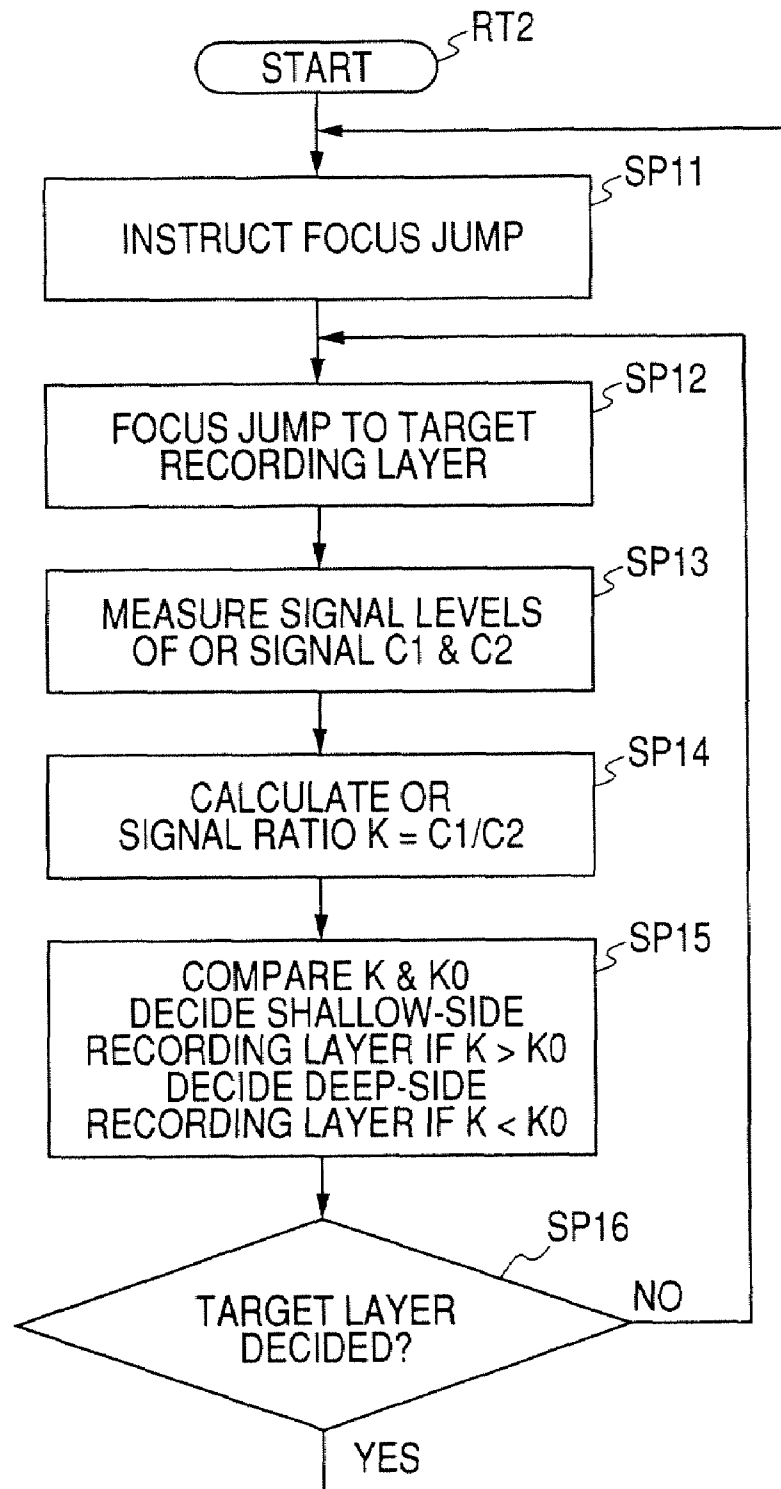 RT2
START
SP11
INSTRUCT FOCUS JUMP
SP12
FOCUS JUMP TO TARGET
RECORDING LAYER
SP13
MEASURE SIGNAL LEVELS
OF OR SIGNAL C1 & C2
SP14
CALCULATE OR
SIGNAL RATIO K = C1/C2
SP15
COMPARE K & K0
DECIDE SHALLOW-SIDE
RECORDING LAYER IF K > K0
DECIDE DEEP-SIDE
RECORDING LAYER IF K < K0
SP16
TARGET LAYER
DECIDED?
NO
YES